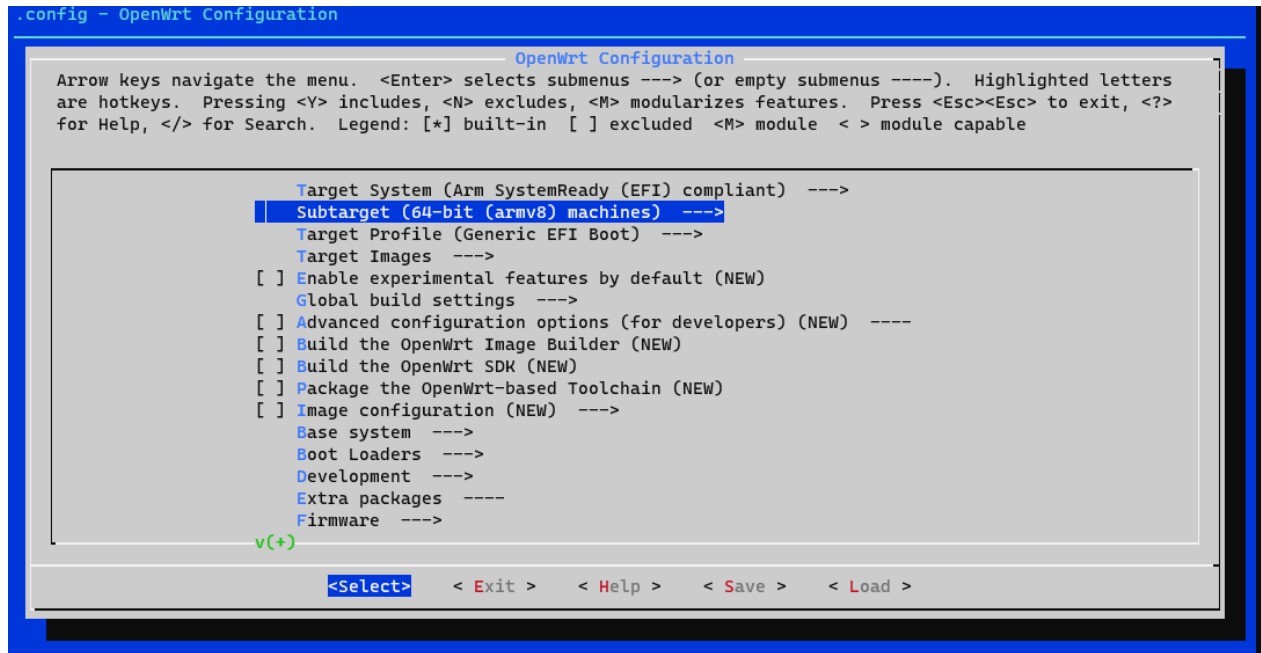 .config - OpenWrt Configuration
OpenWrt Configuration
Arrow keys navigate the menu.  <Enter> selects submenus ---> (or empty submenus ----).  Highlighted letters
are hotkeys.  Pressing <Y> includes, <N> excludes, <M> modularizes features.  Press <Esc><Esc> to exit, <?>
for Help, </> for Search.  Legend: [*] built-in  [ ] excluded  <M> module  < > module capable
Target System (Arm SystemReady (EFI) compliant)  --->
Subtarget (64-bit (armv8) machines)  --->
Target Profile (Generic EFI Boot)  --->
Target Images  --->
[ ] Enable experimental features by default (NEW)
Global build settings  --->
[ ] Advanced configuration options (for developers) (NEW)  ----
[ ] Build the OpenWrt Image Builder (NEW)
[ ] Build the OpenWrt SDK (NEW)
[ ] Package the OpenWrt-based Toolchain (NEW)
[ ] Image configuration (NEW)  --->
Base system  --->
Boot Loaders  --->
Development  --->
Extra packages  ----
Firmware  --->
v(+)
<Select>    < Exit >    < Help >    < Save >    < Load >